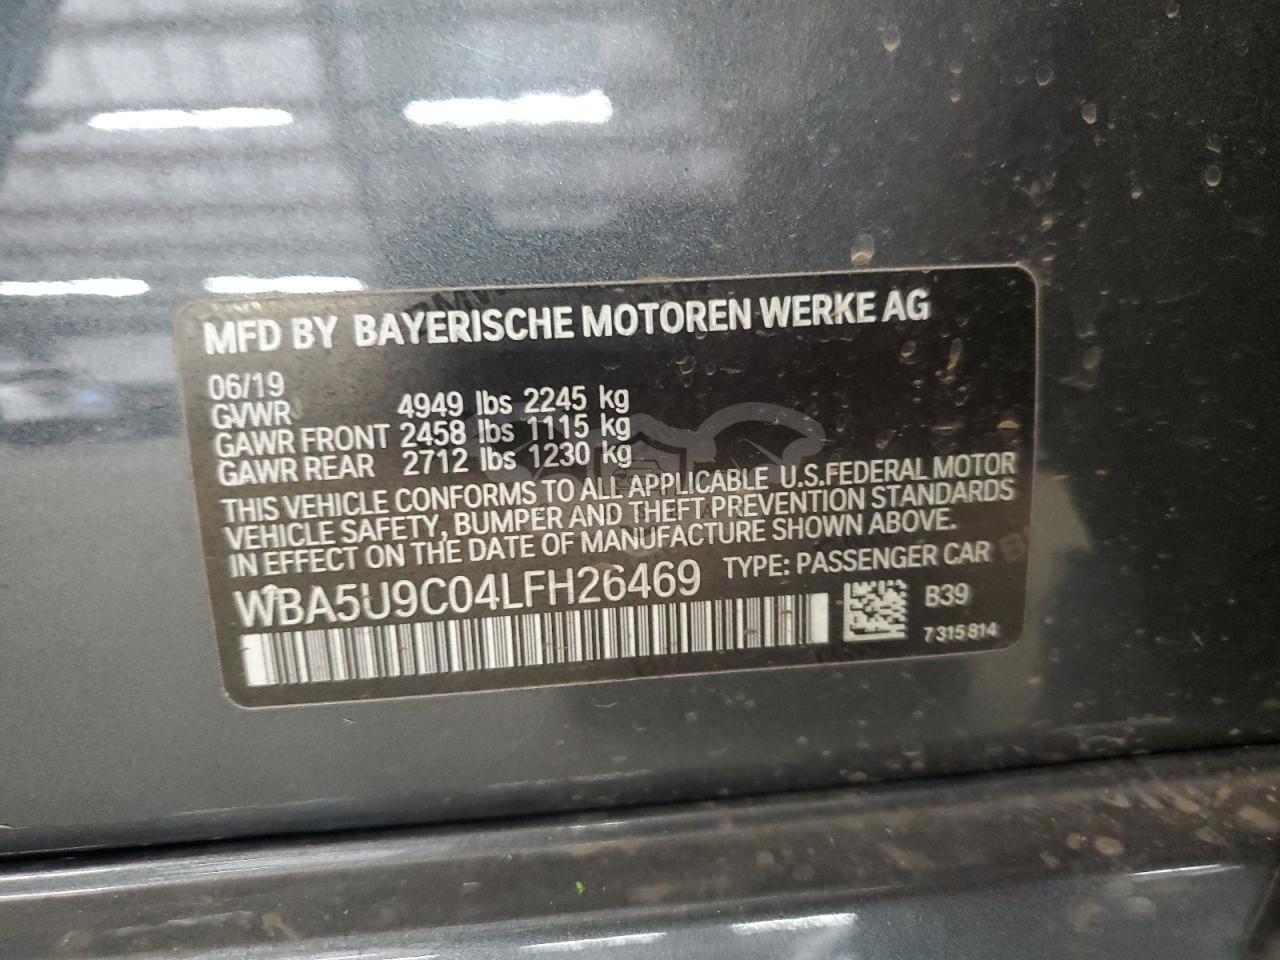 MFD BY BAYERISCHE MOTOREN WERKE AG
06/19
GVWR 4949 lbs 2245 kg
GAWR FRONT 2458 lbs 1115 kg
GAWR REAR 2712 lbs 1230 kg
THIS VEHICLE CONFORMS TO ALL APPLICABLE U.S.FEDERAL MOTOR
VEHICLE SAFETY, BUMPER AND THEFT PREVENTION STANDARDS
IN EFFECT ON THE DATE OF MANUFACTURE SHOWN ABOVE.
WBA5U9C04LFH26469 TYPE: PASSENGER CAR
B39
7 315 814